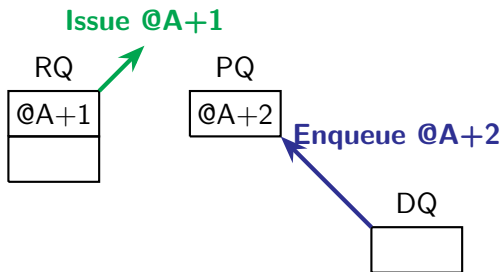 Issue @A+1
RQ
PQ
@A+1
@A+2
Enqueue @A+2
DQ